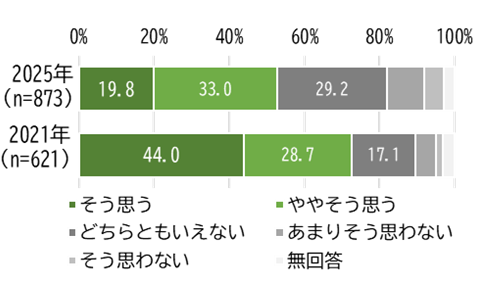 0% 20% 40% 60% 80% 100%
2025年
(n=873)
19.8 33.0 29.2
2021年
(n=621)
44.0 28.7 17.1
そう思う ややそう思う
どちらともいえない あまりそう思わない
そう思わない 無回答